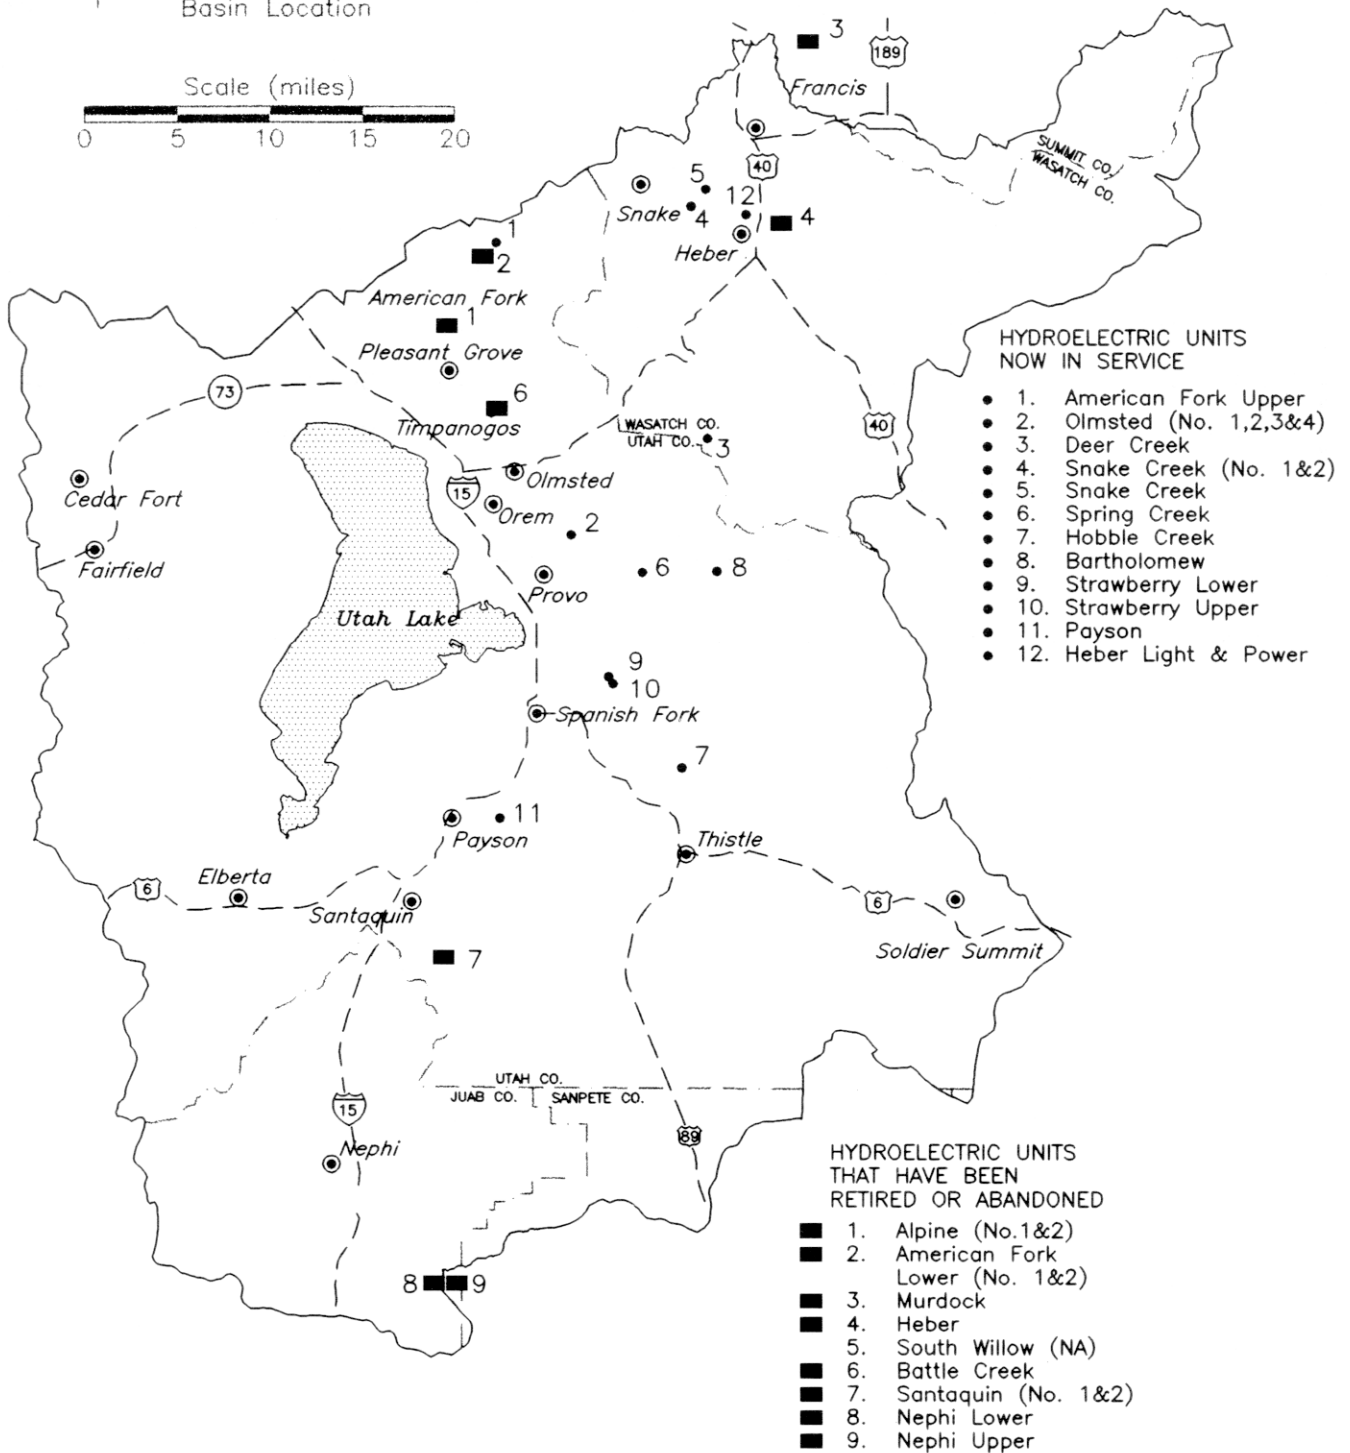 Basin Location
Scale (miles)
0 5 10 15 20
3
189
Francis
SUMMIT CO.
WASATCH CO.
40
5
Snake
4
12
4
Heber
1
2
American Fork
1
Pleasant Grove
73
6
Timpanogos
WASATCH CO.
UTAH CO.
3
40
Cedar Fort
15
Olmsted
Orem
2
Fairfield
6
8
Provo
Utah Lake
9
10
Spanish Fork
7
11
Payson
Thistle
6
Elberta
Santaquin
6
Soldier Summit
7
UTAH CO.
JUAB CO.
SANPETE CO.
15
89
Nephi
8
9
HYDROELECTRIC UNITS
NOW IN SERVICE
1. American Fork Upper
2. Olmsted (No. 1,2,3&4)
3. Deer Creek
4. Snake Creek (No. 1&2)
5. Snake Creek
6. Spring Creek
7. Hobble Creek
8. Bartholomew
9. Strawberry Lower
10. Strawberry Upper
11. Payson
12. Heber Light & Power
HYDROELECTRIC UNITS
THAT HAVE BEEN
RETIRED OR ABANDONED
1. Alpine (No.1&2)
2. American Fork
Lower (No. 1&2)
3. Murdock
4. Heber
5. South Willow (NA)
6. Battle Creek
7. Santaquin (No. 1&2)
8. Nephi Lower
9. Nephi Upper